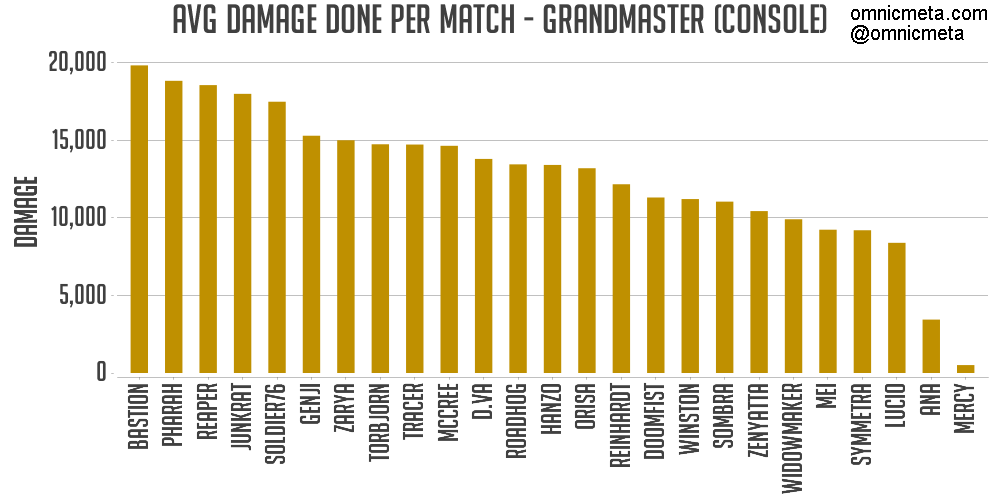 AVG DAMAGE DONE PER MATCH - GRANDMASTER (CONSOLE)
omnicmeta.com
@omnicmeta
DAMAGE
20,000
15,000
10,000
5,000
0
BASTION
PHARAH
REAPER
JUNKRAT
SOLDIER76
GENJI
ZARYA
TORBJORN
TRACER
MCCREE
D.VA
ROADHOG
HANZO
ORISA
REINHARDT
DOOMFIST
WINSTON
SOMBRA
ZENYATTA
WIDOWMAKER
MEI
SYMMETRA
LUCIO
ANA
MERCY